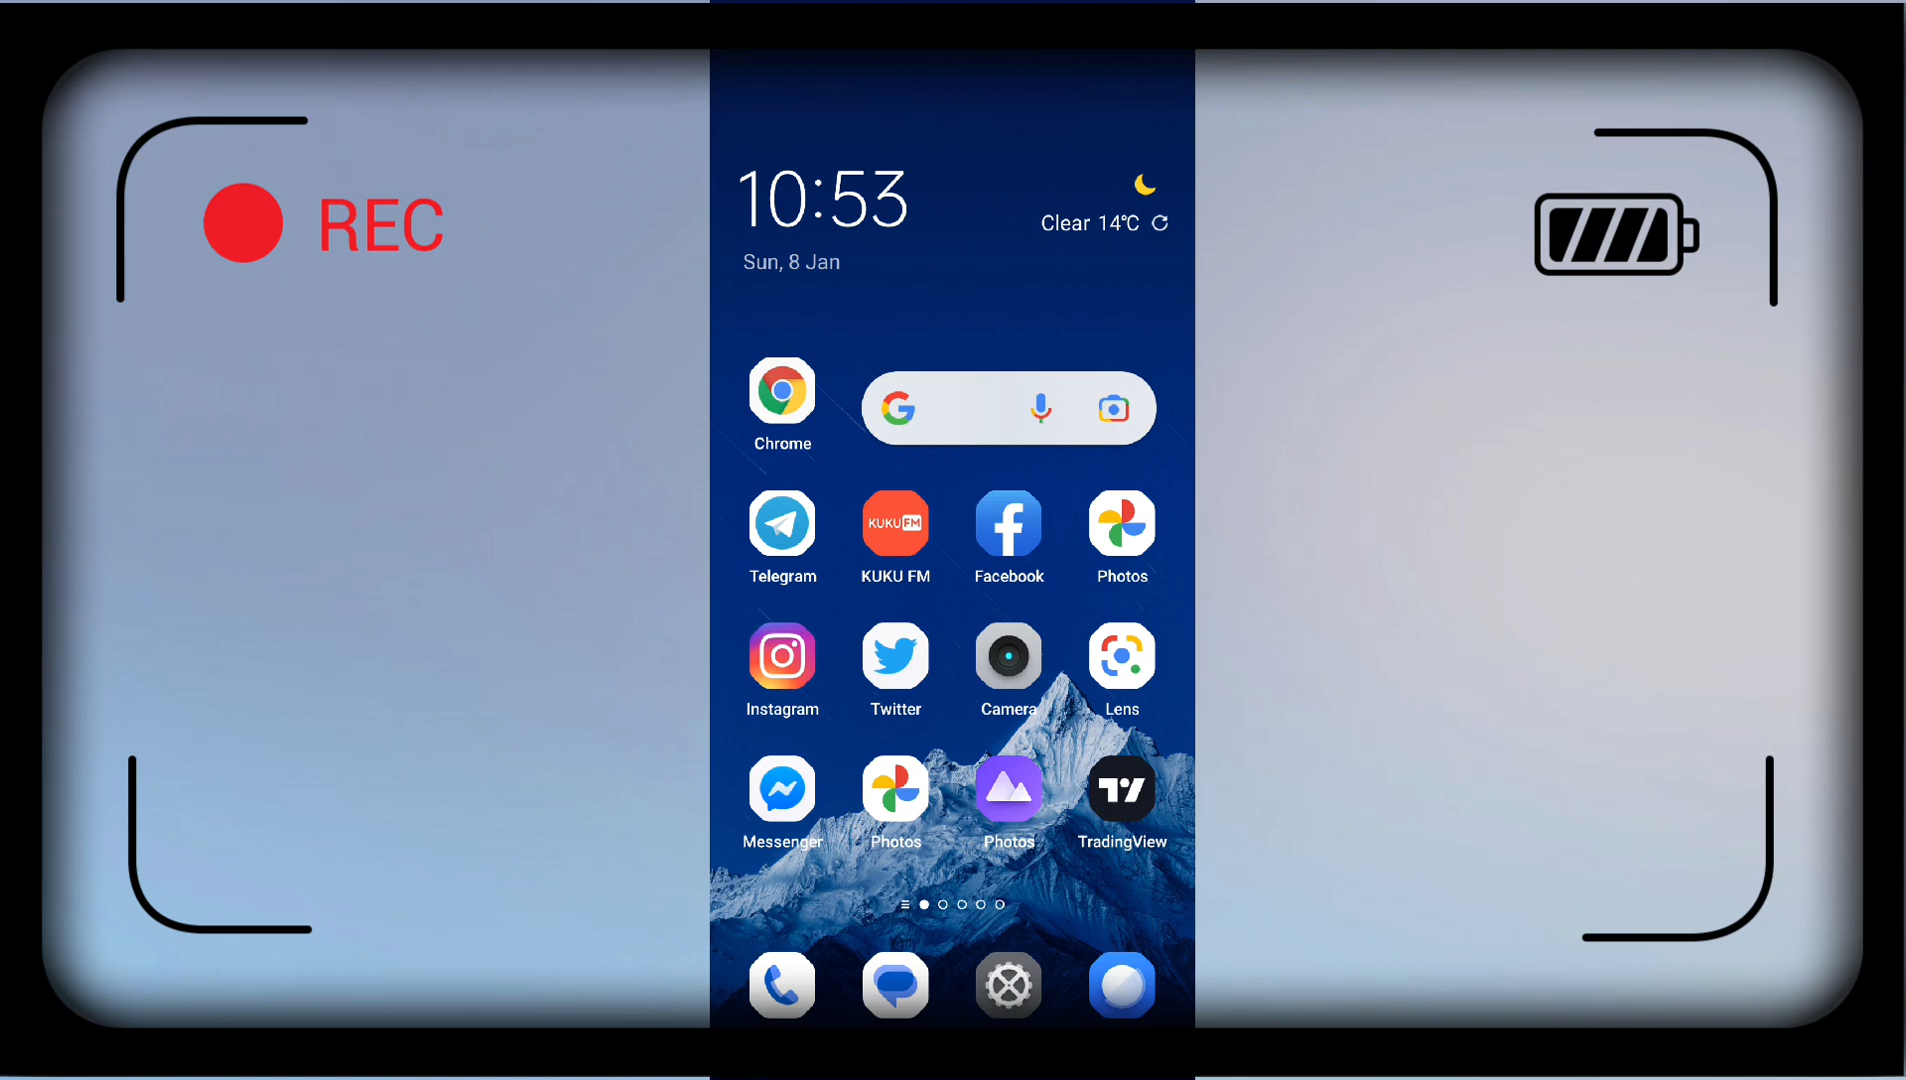 REC
10:53
Clear 14℃
Sun, 8 Jan
Chrome
KUKU FM
Telegram KUKU FM Facebook Photos
Instagram Twitter Camera Lens
Messenger Photos Photos TradingView